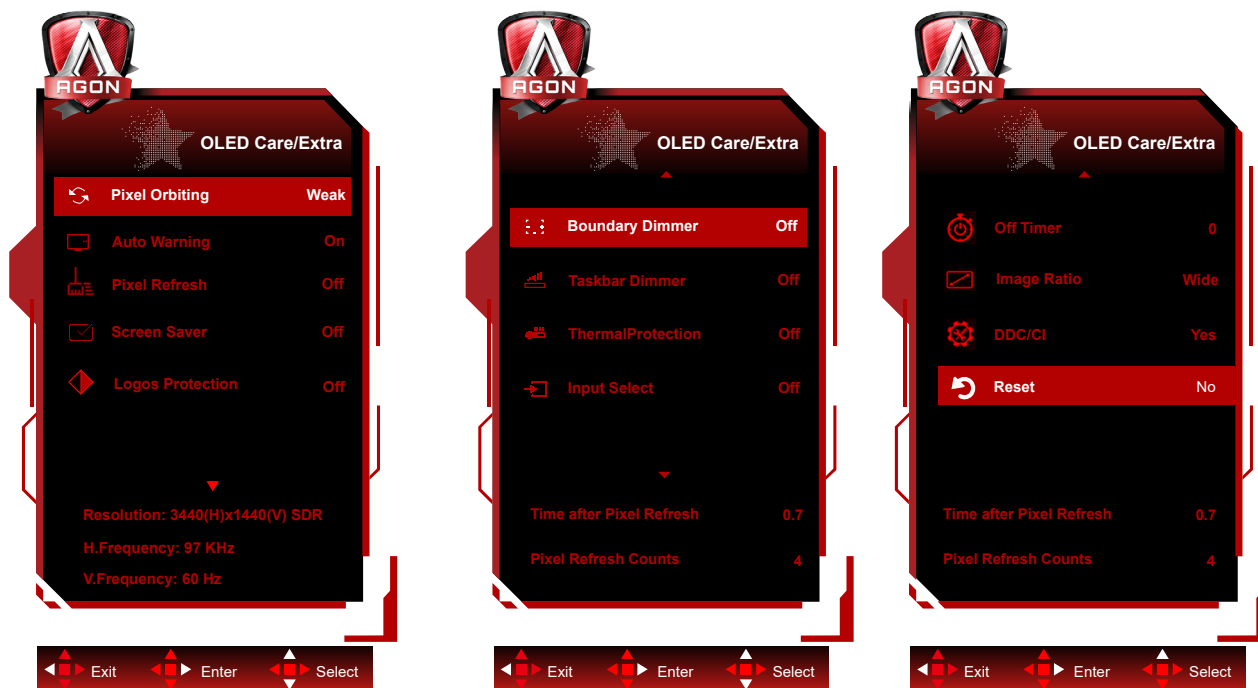 AGON
OLED Care/Extra
Pixel Orbiting Weak
Auto Warning On
Pixel Refresh Off
Screen Saver Off
Logos Protection Off
Resolution: 3440(H)x1440(V) SDR
H.Frequency: 97 KHz
V.Frequency: 60 Hz
Exit Enter Select
AGON
OLED Care/Extra
Boundary Dimmer Off
Taskbar Dimmer Off
ThermalProtection Off
Input Select Off
Time after Pixel Refresh 0.7
Pixel Refresh Counts 4
Exit Enter Select
AGON
OLED Care/Extra
Off Timer 0
Image Ratio Wide
DDC/CI Yes
Reset No
Time after Pixel Refresh 0.7
Pixel Refresh Counts 4
Exit Enter Select